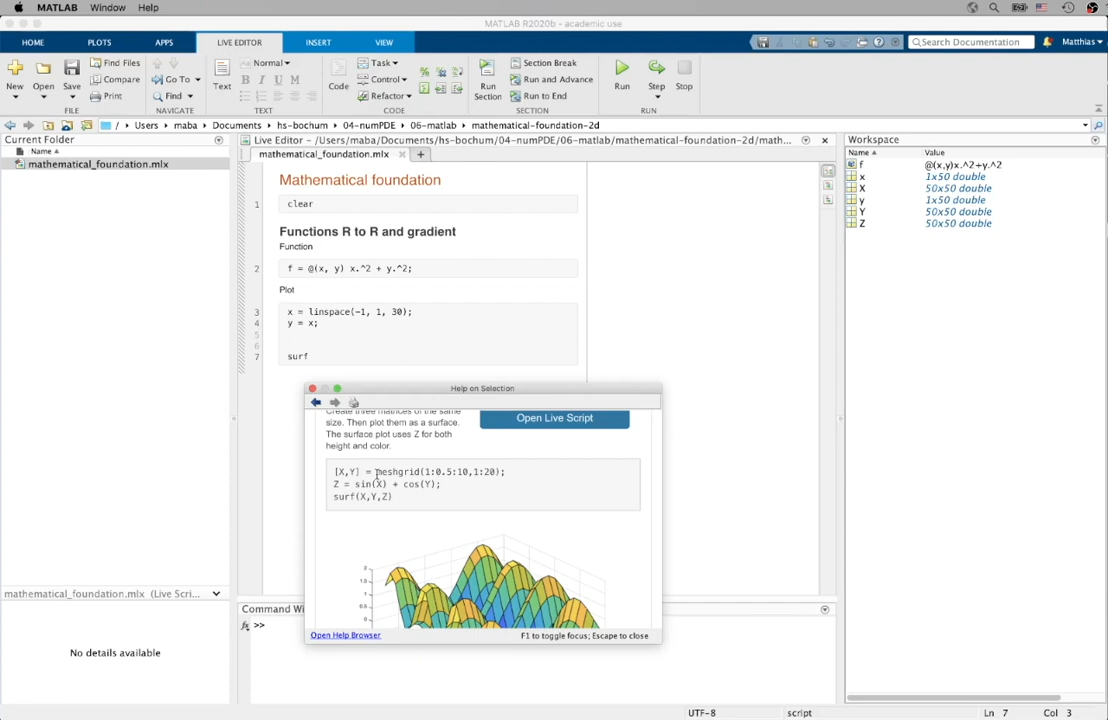 MATLAB Window Help
MATLAB R2020b - academic use
HOME PLOTS APPS LIVE EDITOR INSERT VIEW
Search Documentation
Matthias
New
Open
Save
Find Files
Compare
Print
FILE
Go To
Find
NAVIGATE
Text
Normal
B I U M
TEXT
Code
Task
Control
Refactor
CODE
Run
Section
Section Break
Run and Advance
Run to End
SECTION
Run
Step
Stop
RUN
/ Users maba Documents hs-bochum 04-numPDE 06-matlab mathematical-foundation-2d
Current Folder
Name
mathematical_foundation.mlx
Live Editor - /Users/maba/Documents/hs-bochum/04-numPDE/06-matlab/mathematical-foundation-2d/math...
mathematical_foundation.mlx
Mathematical foundation
1 clear
Functions R to R and gradient
Function
2 f = @(x, y) x.^2 + y.^2;
Plot
3 x = linspace(-1, 1, 30);
4 y = x;
5
6
7 surf
Help on Selection
Create three matrices of the same
size. Then plot them as a surface.
The surface plot uses Z for both
height and color.
Open Live Script
[X,Y] = meshgrid(1:0.5:10,1:20);
Z = sin(X) + cos(Y);
surf(X,Y,Z)
2
1.5
1
0.5
0
Open Help Browser
F1 to toggle focus; Escape to close
Workspace
Name Value
f @(x,y)x.^2+y.^2
x 1x50 double
X 50x50 double
y 1x50 double
Y 50x50 double
Z 50x50 double
mathematical_foundation.mlx (Live Scri...
No details available
Command Wi
fx >>
UTF-8 script Ln 7 Col 3